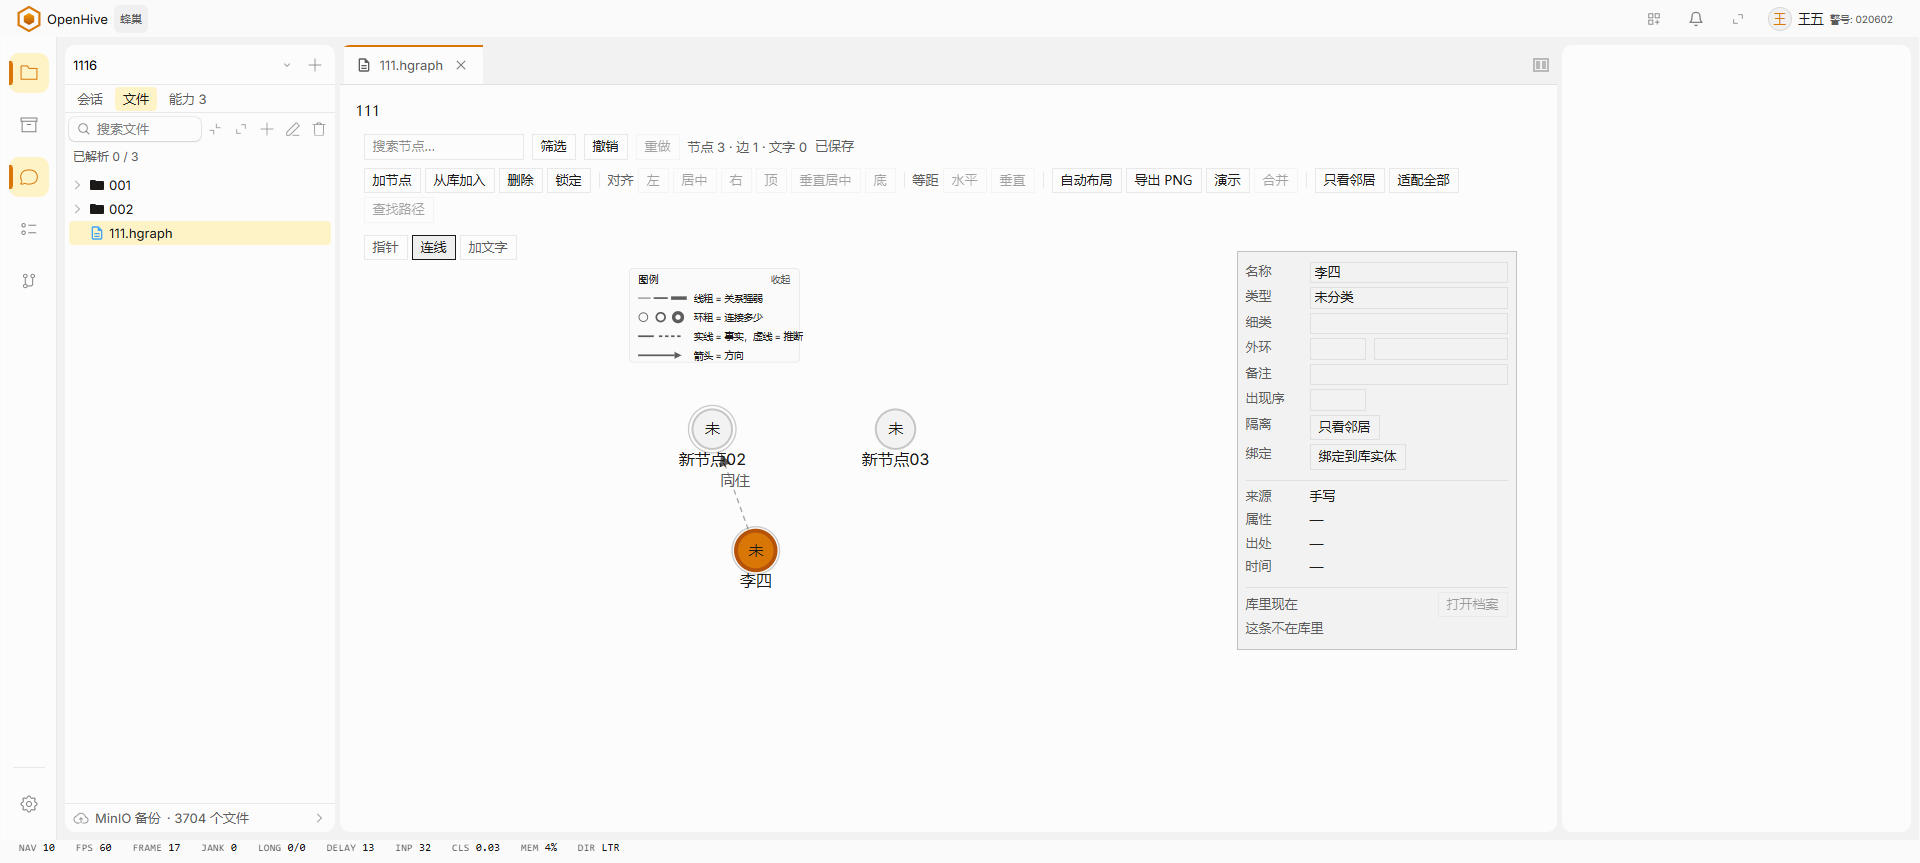 OpenHive 蜂巢
王 王五 警号: 020602
1116
会话 文件 能力 3
搜索文件
已解析 0 / 3
001
002
111.hgraph
MinIO 备份 · 3704 个文件
111.hgraph
111
搜索节点... 筛选 撤销 重做 节点 3 · 边 1 · 文字 0 已保存
加节点 从库加入 删除 锁定 对齐 左 居中 右 顶 垂直居中 底 等距 水平 垂直 自动布局 导出 PNG 演示 合并 只看邻居 适配全部
查找路径
指针 连线 加文字
图例 收起
线粗 = 关系强弱
环粗 = 连接多少
实线 = 事实, 虚线 = 推断
箭头 = 方向
未
新节点02
未
新节点03
同住
未
李四
名称 李四
类型 未分类
细类
外环
备注
出现序
隔离 只看邻居
绑定 绑定到库实体
来源 手写
属性 —
出处 —
时间 —
库里现在 打开档案
这条不在库里
NAV 10 FPS 60 FRAME 17 JANK 0 LONG 0/0 DELAY 13 INP 32 CLS 0.03 MEM 4% DIR LTR